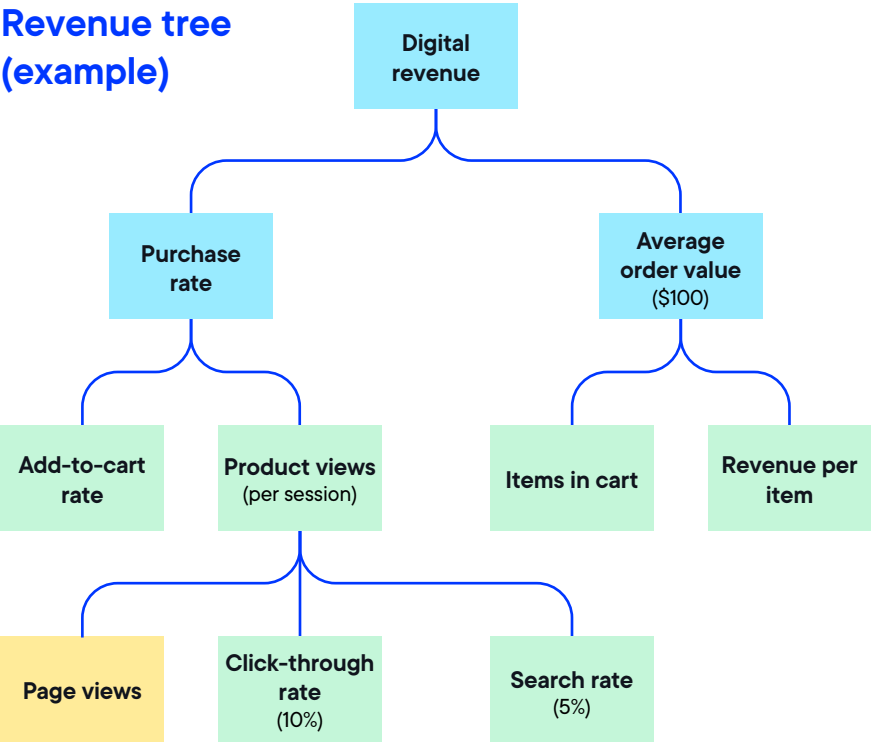 Revenue tree
(example)
Digital
revenue
Purchase
rate
Average
order value
($100)
Add-to-cart
rate
Product views
(per session)
Items in cart
Revenue per
item
Page views
Click-through
rate
(10%)
Search rate
(5%)